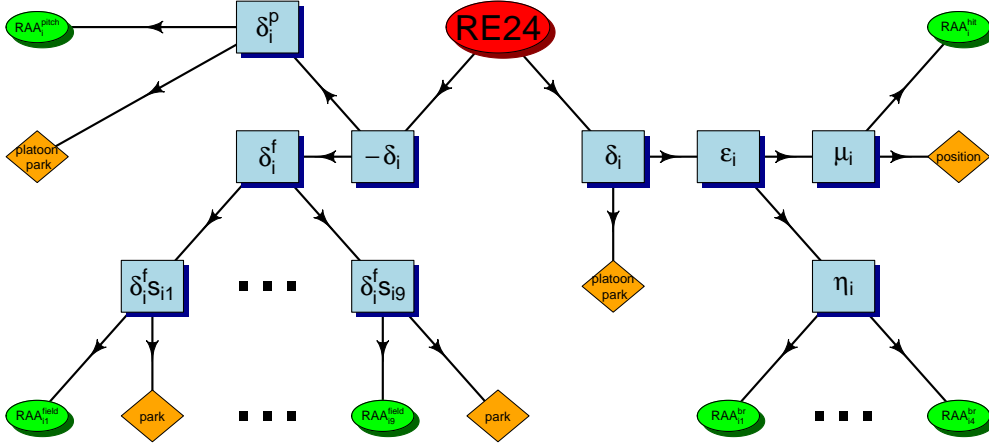 RAA_i^pitch
δ_i^p
RE24
RAA_i^hit
platoon
park
δ_i^f
−δ_i
δ_i
ε_i
μ_i
position
δ_i^f s_i1
...
δ_i^f s_i9
platoon
park
η_i
RAA_i1^field
park
...
RAA_i9^field
park
RAA_i1^br
...
RAA_i4^br